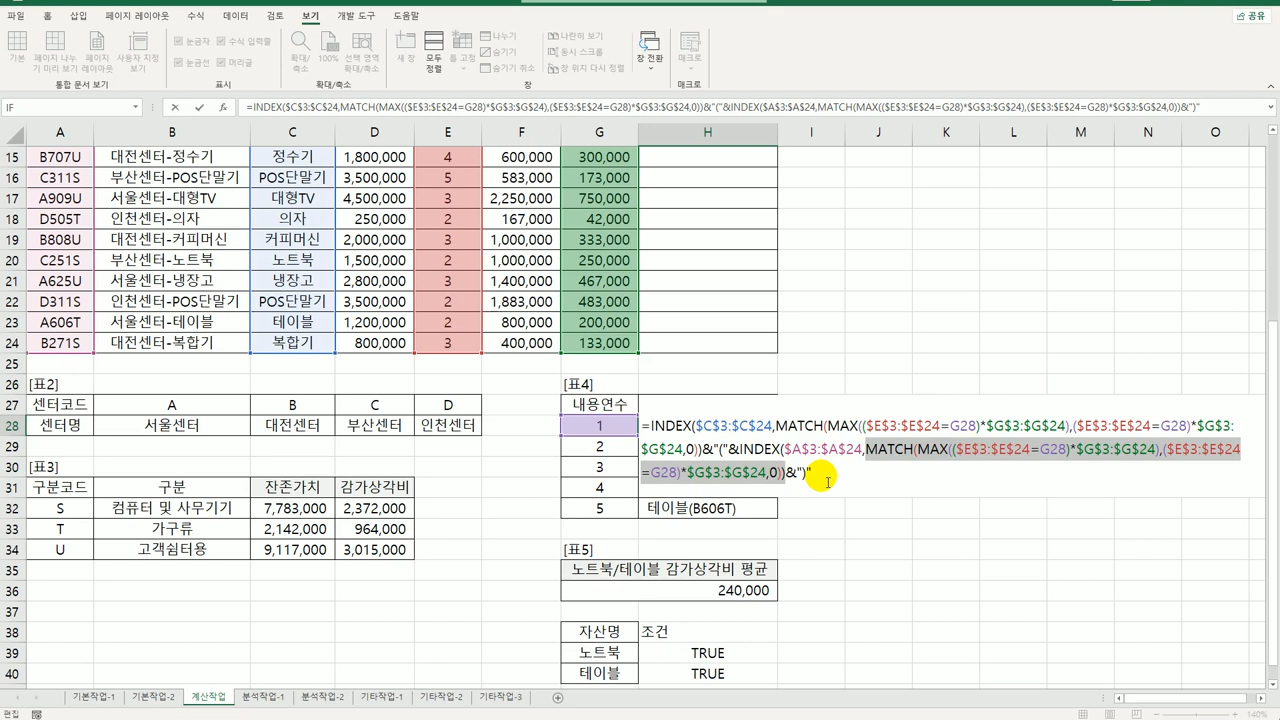 파일 홈 삽입 페이지 레이아웃 수식 데이터 검토 보기 개발 도구 도움말 공유
기본 페이지 나누기 미리 보기 페이지 레이아웃 사용자 지정 보기
눈금자 수식 입력줄
눈금선 머리글
확대/축소 100% 선택 영역 확대/축소
새 창 모두 정렬 틀 고정 나누기 숨기기 숨기기 취소
나란히 보기 동시 스크롤 창 위치 다시 정렬
창 전환 매크로
통합 문서 보기 표시 확대/축소 창 매크로
IF =INDEX($C$3:$C$24,MATCH(MAX(($E$3:$E$24=G28)*$G$3:$G$24),($E$3:$E$24=G28)*$G$3:$G$24,0))&"("&INDEX($A$3:$A$24,MATCH(MAX(($E$3:$E$24=G28)*$G$3:$G$24),($E$3:$E$24=G28)*$G$3:$G$24,0))&")"
A B C D E F G H I J K L M N O
15 B707U 대전센터-정수기 정수기 1,800,000 4 600,000 300,000
16 C311S 부산센터-POS단말기 POS단말기 3,500,000 5 583,000 173,000
17 A909U 서울센터-대형TV 대형TV 4,500,000 3 2,250,000 750,000
18 D505T 인천센터-의자 의자 250,000 2 167,000 42,000
19 B808U 대전센터-커피머신 커피머신 2,000,000 3 1,000,000 333,000
20 C251S 부산센터-노트북 노트북 1,500,000 2 1,000,000 250,000
21 A625U 서울센터-냉장고 냉장고 2,800,000 3 1,400,000 467,000
22 D311S 인천센터-POS단말기 POS단말기 3,500,000 2 1,883,000 483,000
23 A606T 서울센터-테이블 테이블 1,200,000 2 800,000 200,000
24 B271S 대전센터-복합기 복합기 800,000 3 400,000 133,000
25
26 [표2] [표4]
27 센터코드 A B C D 내용연수
28 센터명 서울센터 대전센터 부산센터 인천센터 1 =INDEX($C$3:$C$24,MATCH(MAX(($E$3:$E$24=G28)*$G$3:$G$24),($E$3:$E$24=G28)*$G$3:
29 2 $G$24,0))&"("&INDEX($A$3:$A$24,MATCH(MAX(($E$3:$E$24=G28)*$G$3:$G$24),($E$3:$E$24
30 [표3] 3 =G28)*$G$3:$G$24,0))&")"
31 구분코드 구분 잔존가치 감가상각비 4
32 S 컴퓨터 및 사무기기 7,783,000 2,372,000 5 테이블(B606T)
33 T 가구류 2,142,000 964,000
34 U 고객쉼터용 9,117,000 3,015,000 [표5]
35 노트북/테이블 감가상각비 평균
36 240,000
37
38 자산명 조건
39 노트북 TRUE
40 테이블 TRUE
기본작업-1 기본작업-2 계산작업 분석작업-1 분석작업-2 기타작업-1 기타작업-2 기타작업-3
편집 140%